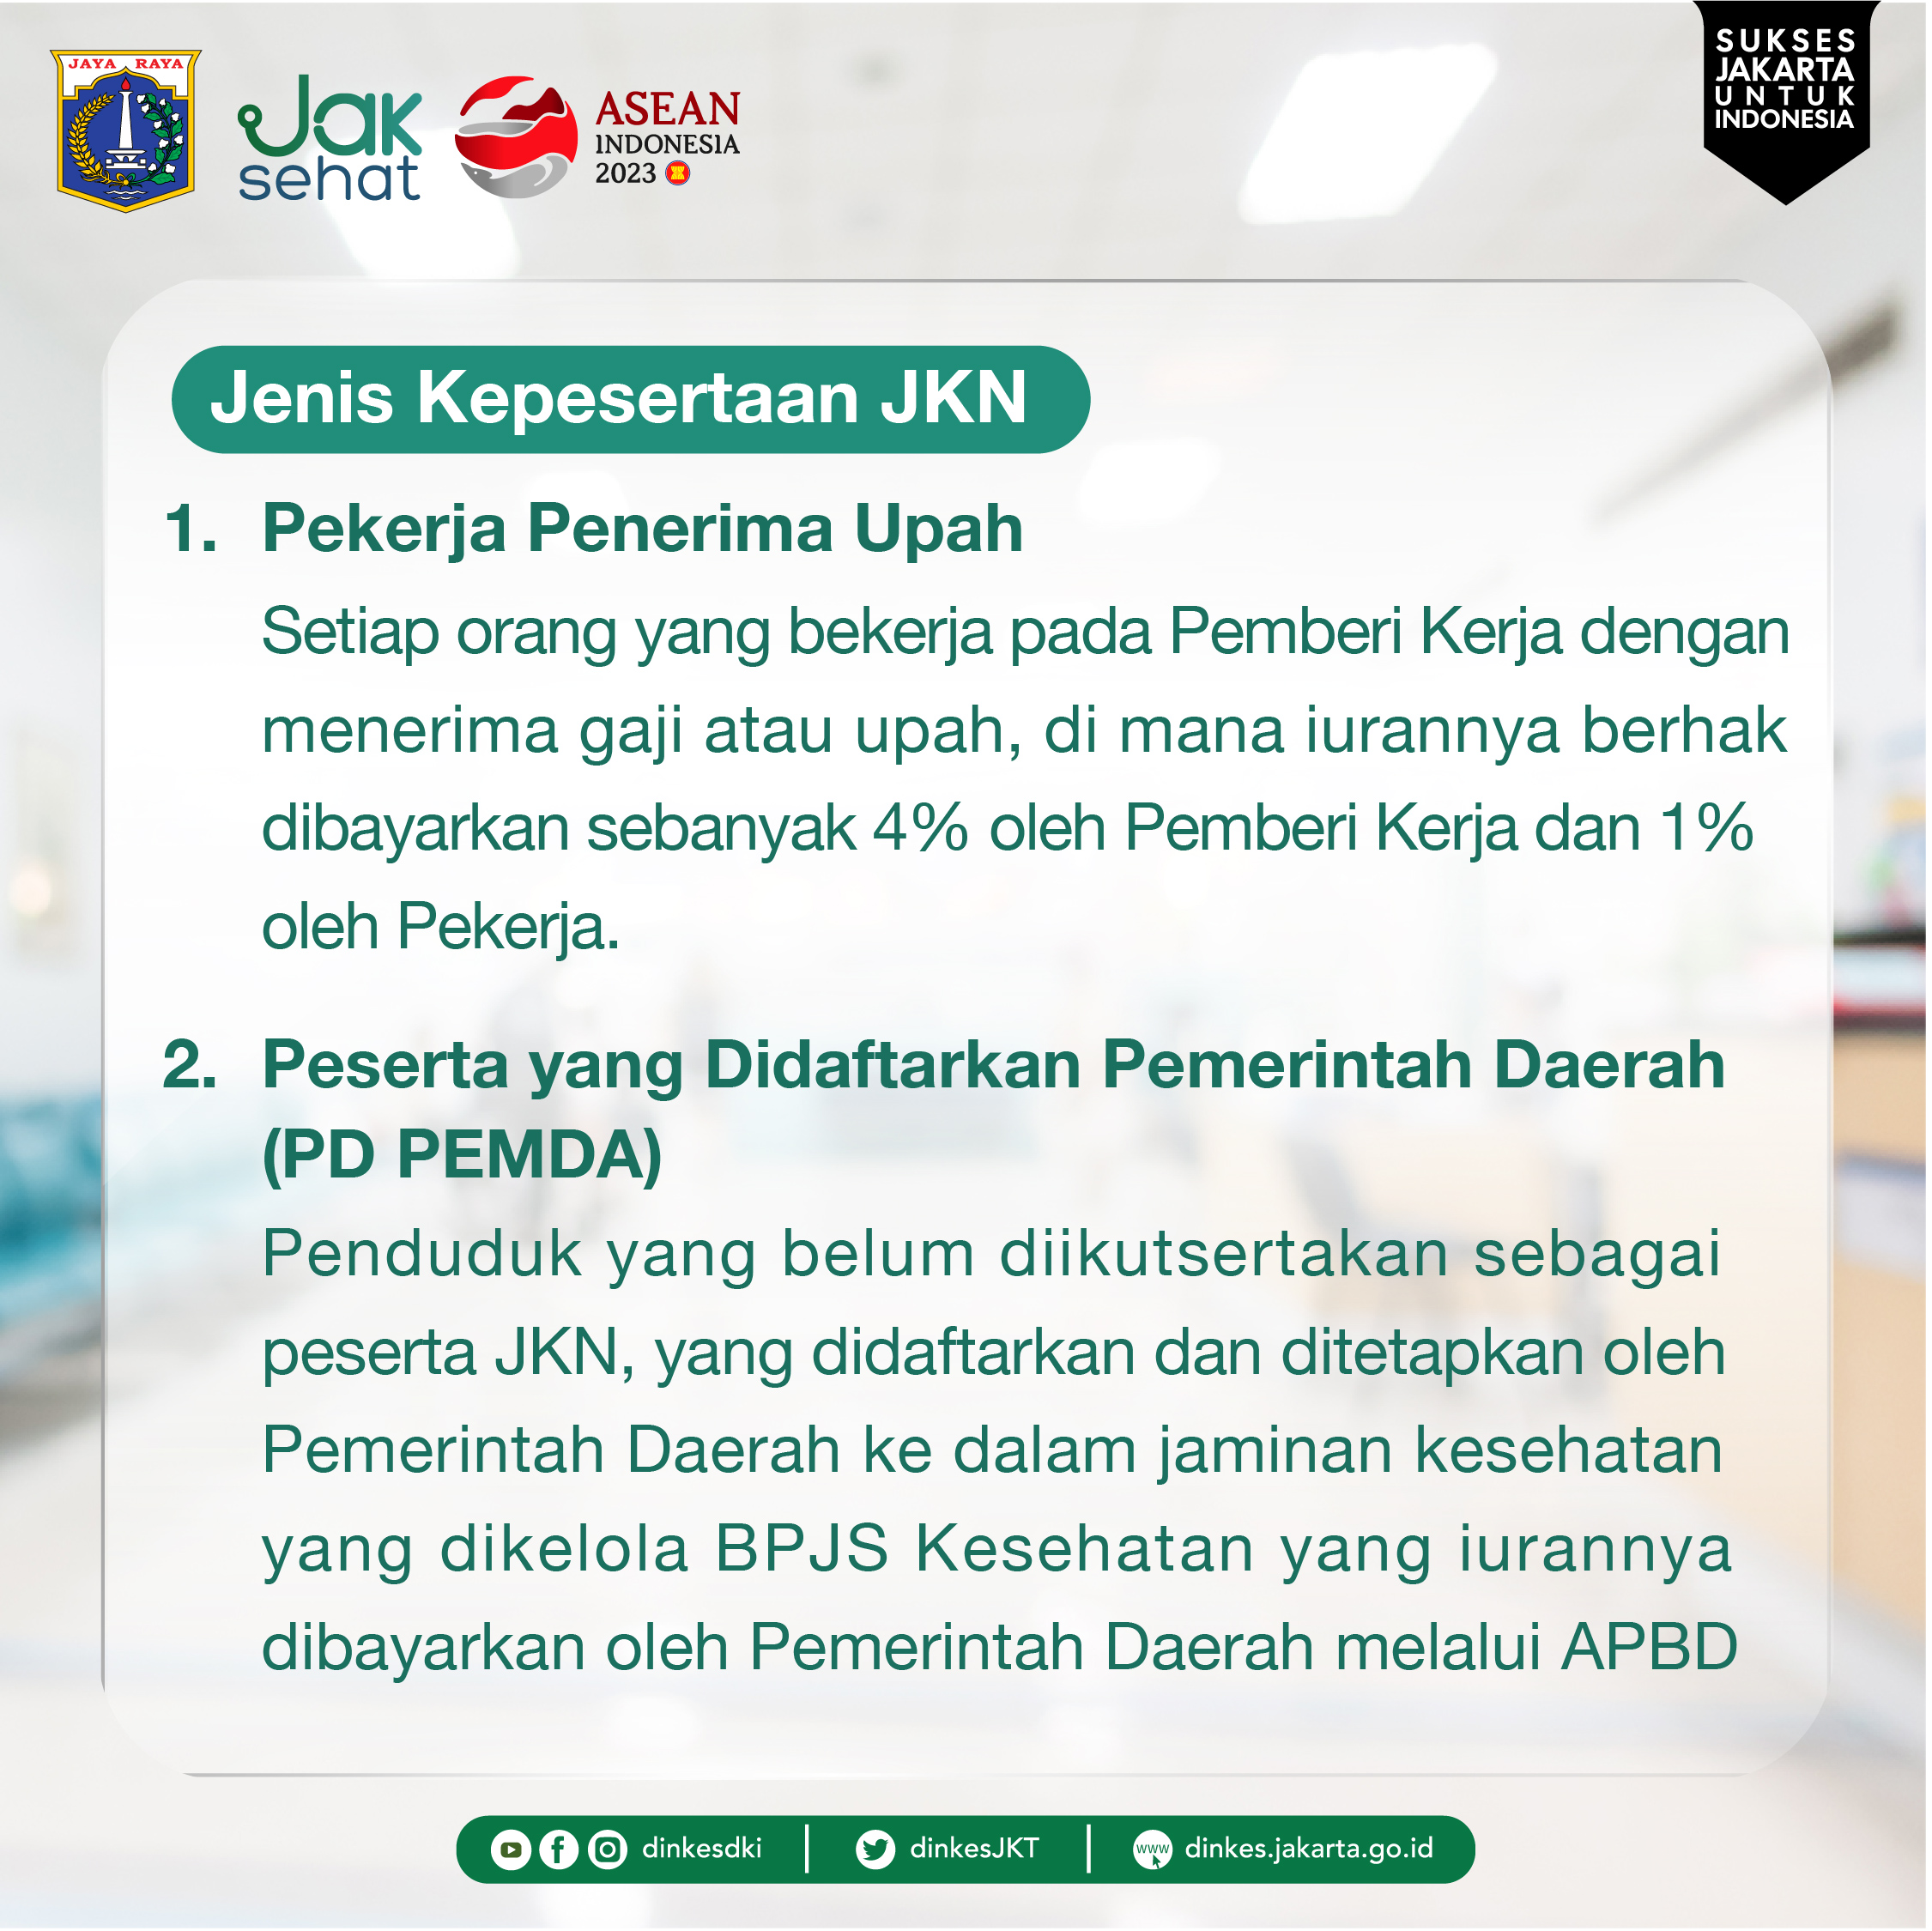 JAYA RAYA
Jak
sehat
ASEAN
INDONESIA
2023
SUKSES
JAKARTA
UNTUK
INDONESIA
Jenis Kepesertaan JKN
1. Pekerja Penerima Upah
Setiap orang yang bekerja pada Pemberi Kerja dengan
menerima gaji atau upah, di mana iurannya berhak
dibayarkan sebanyak 4% oleh Pemberi Kerja dan 1%
oleh Pekerja.
2. Peserta yang Didaftarkan Pemerintah Daerah
(PD PEMDA)
Penduduk yang belum diikutsertakan sebagai
peserta JKN, yang didaftarkan dan ditetapkan oleh
Pemerintah Daerah ke dalam jaminan kesehatan
yang dikelola BPJS Kesehatan yang iurannya
dibayarkan oleh Pemerintah Daerah melalui APBD
dinkesdki
dinkesJKT
www dinkes.jakarta.go.id